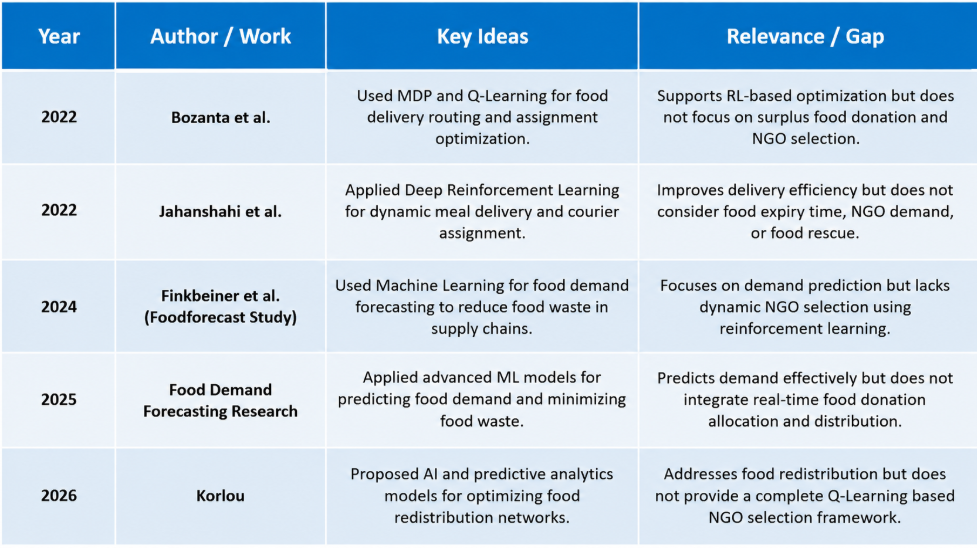 Year
Author / Work
Key Ideas
Relevance / Gap
2022
Bozanta et al.
Used MDP and Q-Learning for food
delivery routing and assignment
optimization.
Supports RL-based optimization but does
not focus on surplus food donation and
NGO selection.
2022
Jahanshahi et al.
Applied Deep Reinforcement Learning
for dynamic meal delivery and courier
assignment.
Improves delivery efficiency but does not
consider food expiry time, NGO demand,
or food rescue.
2024
Finkbeiner et al.
(Foodforecast Study)
Used Machine Learning for food demand
forecasting to reduce food waste in
supply chains.
Focuses on demand prediction but lacks
dynamic NGO selection using
reinforcement learning.
2025
Food Demand
Forecasting Research
Applied advanced ML models for
predicting food demand and minimizing
food waste.
Predicts demand effectively but does not
integrate real-time food donation
allocation and distribution.
2026
Korlou
Proposed AI and predictive analytics
models for optimizing food
redistribution networks.
Addresses food redistribution but does
not provide a complete Q-Learning based
NGO selection framework.